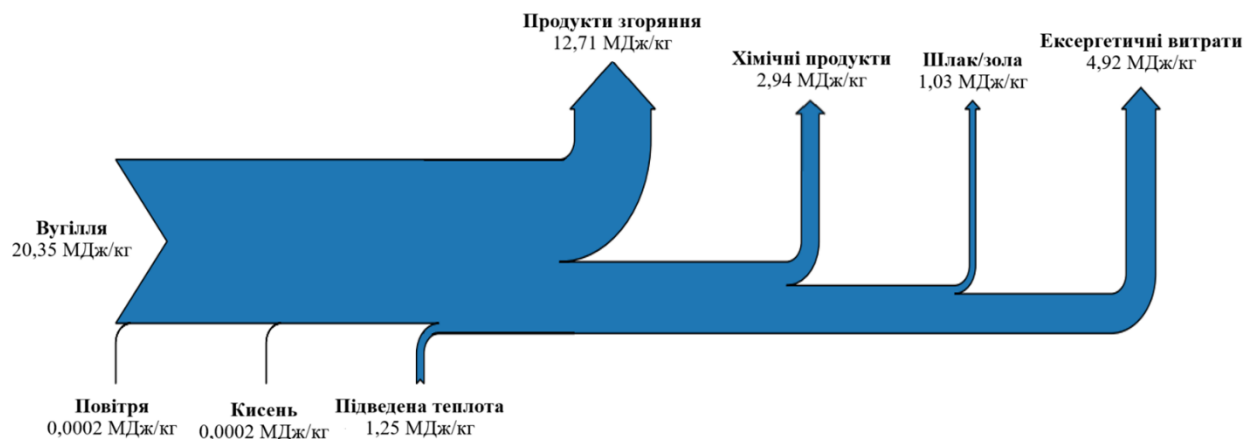 Продукти згоряння
12,71 МДж/кг
Хімічні продукти
2,94 МДж/кг
Шлак/зола
1,03 МДж/кг
Ексергетичні витрати
4,92 МДж/кг
Вугілля
20,35 МДж/кг
Повітря
0,0002 МДж/кг
Кисень
0,0002 МДж/кг
Підведена теплота
1,25 МДж/кг